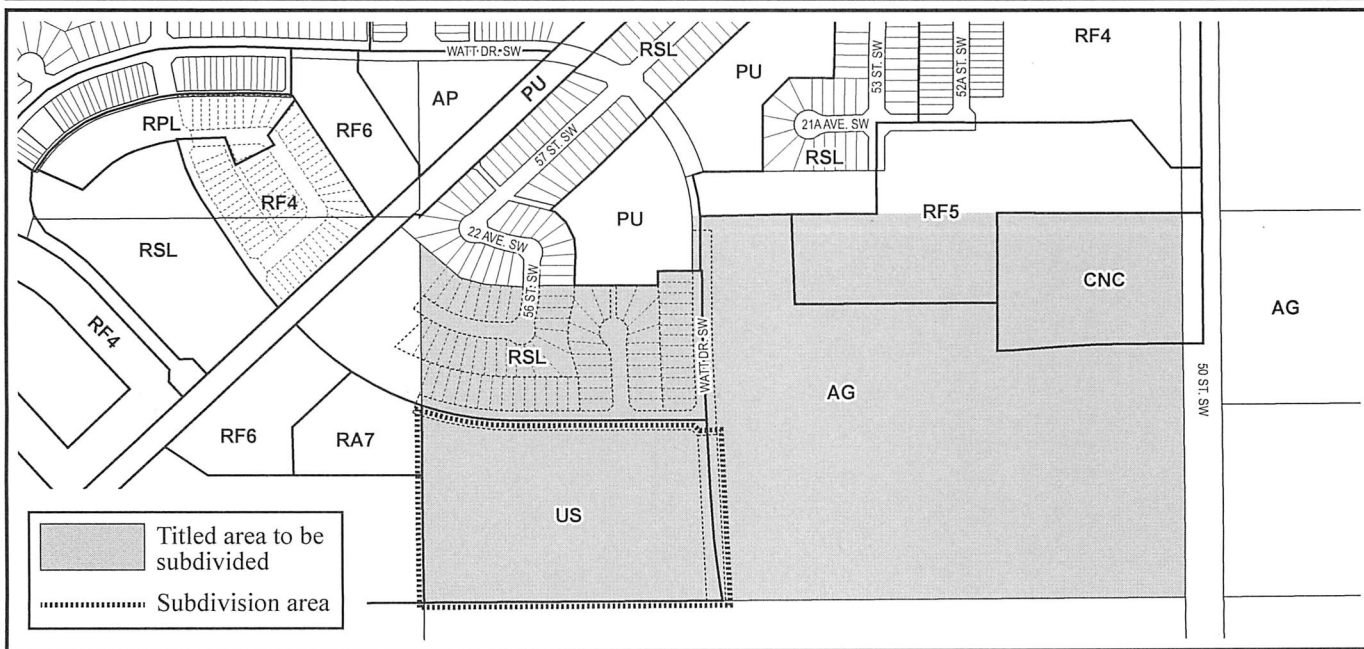 WATT DR. SW
RSL
RF4
PU
AP
PU
53 ST. SW
52A ST. SW
RPL
RF6
57 ST. SW
21A AVE. SW
RSL
RF4
PU
RF5
22 AVE. SW
RSL
CNC
AG
56 ST. SW
RF4
RSL
WATT DR. SW
AG
50 ST. SW
RF6
RA7
US
Titled area to be
subdivided
Subdivision area